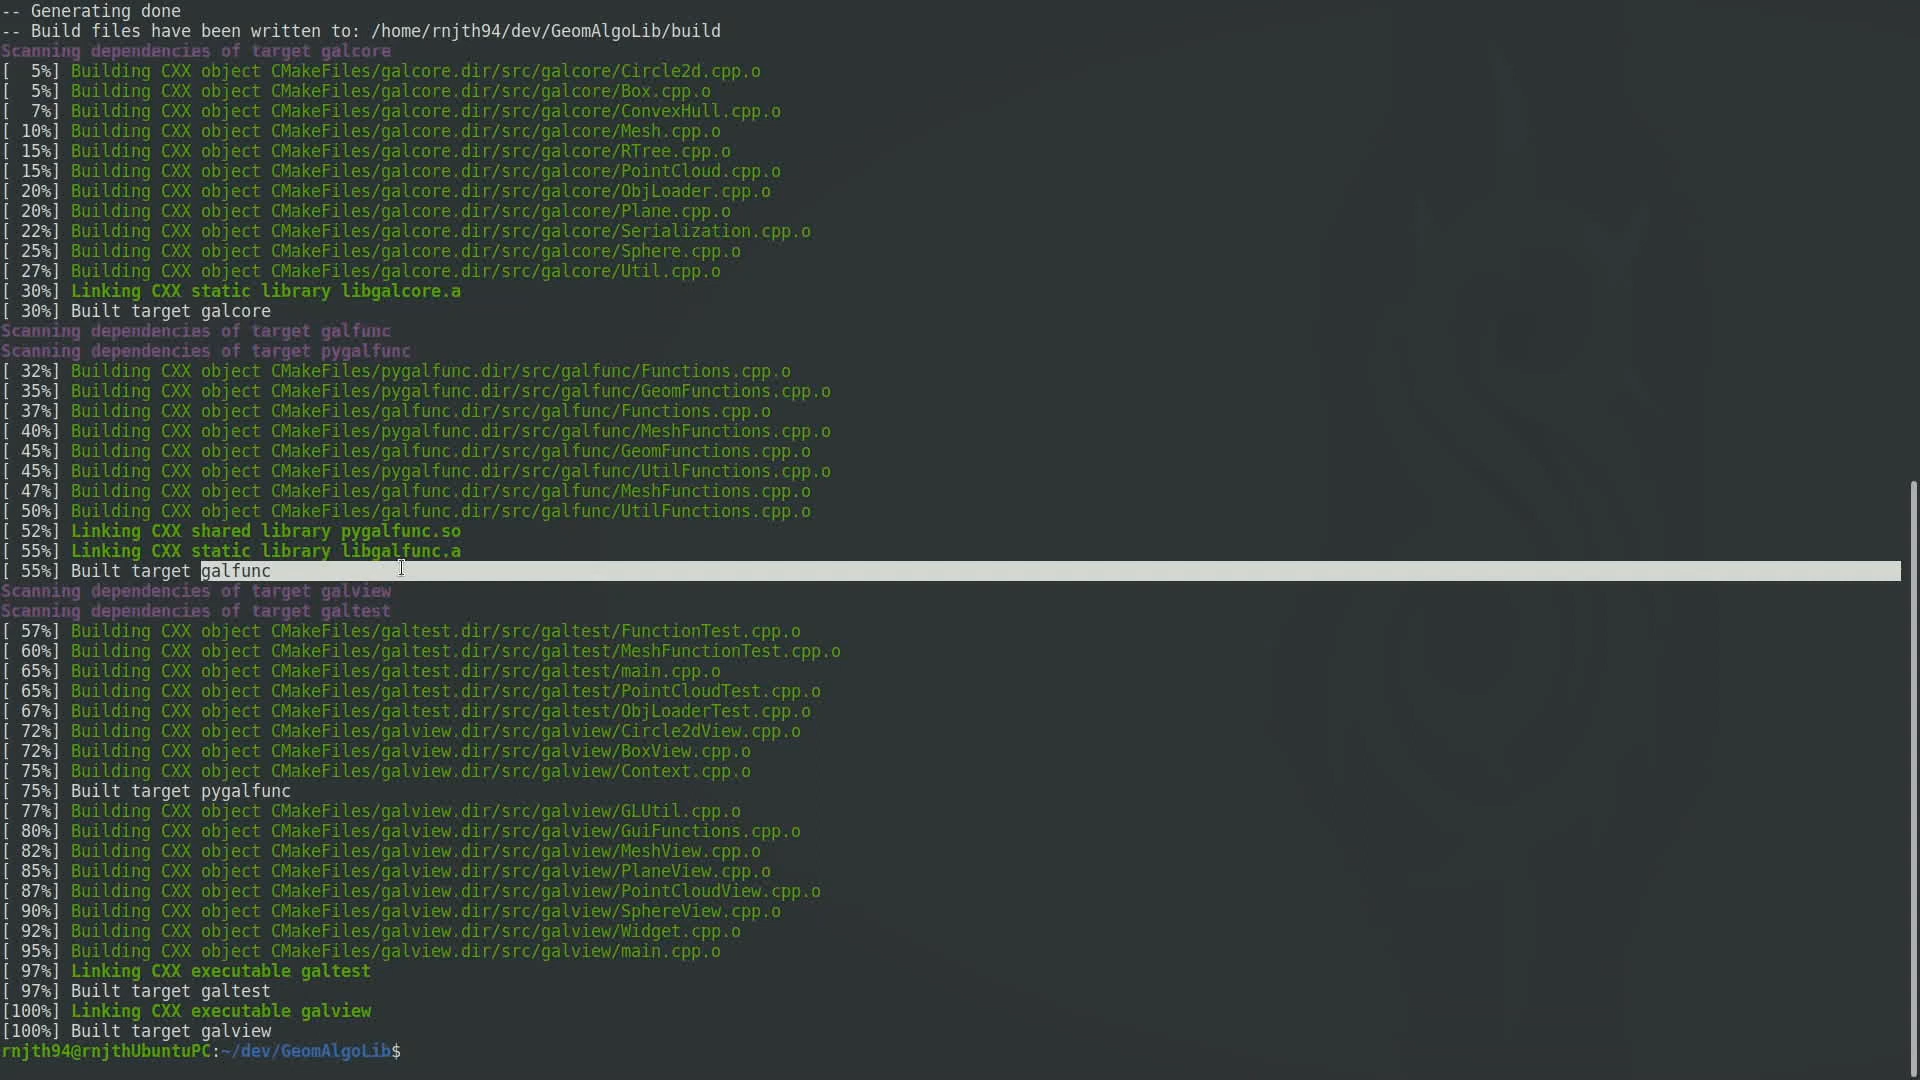 -- Generating done
-- Build files have been written to: /home/rnjth94/dev/GeomAlgoLib/build
Scanning dependencies of target galcore
[  5%] Building CXX object CMakeFiles/galcore.dir/src/galcore/Circle2d.cpp.o
[  5%] Building CXX object CMakeFiles/galcore.dir/src/galcore/Box.cpp.o
[  7%] Building CXX object CMakeFiles/galcore.dir/src/galcore/ConvexHull.cpp.o
[ 10%] Building CXX object CMakeFiles/galcore.dir/src/galcore/Mesh.cpp.o
[ 15%] Building CXX object CMakeFiles/galcore.dir/src/galcore/RTree.cpp.o
[ 15%] Building CXX object CMakeFiles/galcore.dir/src/galcore/PointCloud.cpp.o
[ 20%] Building CXX object CMakeFiles/galcore.dir/src/galcore/ObjLoader.cpp.o
[ 20%] Building CXX object CMakeFiles/galcore.dir/src/galcore/Plane.cpp.o
[ 22%] Building CXX object CMakeFiles/galcore.dir/src/galcore/Serialization.cpp.o
[ 25%] Building CXX object CMakeFiles/galcore.dir/src/galcore/Sphere.cpp.o
[ 27%] Building CXX object CMakeFiles/galcore.dir/src/galcore/Util.cpp.o
[ 30%] Linking CXX static library libgalcore.a
[ 30%] Built target galcore
Scanning dependencies of target galfunc
Scanning dependencies of target pygalfunc
[ 32%] Building CXX object CMakeFiles/pygalfunc.dir/src/galfunc/Functions.cpp.o
[ 35%] Building CXX object CMakeFiles/pygalfunc.dir/src/galfunc/GeomFunctions.cpp.o
[ 37%] Building CXX object CMakeFiles/galfunc.dir/src/galfunc/Functions.cpp.o
[ 40%] Building CXX object CMakeFiles/pygalfunc.dir/src/galfunc/MeshFunctions.cpp.o
[ 45%] Building CXX object CMakeFiles/galfunc.dir/src/galfunc/GeomFunctions.cpp.o
[ 45%] Building CXX object CMakeFiles/pygalfunc.dir/src/galfunc/UtilFunctions.cpp.o
[ 47%] Building CXX object CMakeFiles/galfunc.dir/src/galfunc/MeshFunctions.cpp.o
[ 50%] Building CXX object CMakeFiles/galfunc.dir/src/galfunc/UtilFunctions.cpp.o
[ 52%] Linking CXX shared library pygalfunc.so
[ 55%] Linking CXX static library libgalfunc.a
[ 55%] Built target galfunc
Scanning dependencies of target galview
Scanning dependencies of target galtest
[ 57%] Building CXX object CMakeFiles/galtest.dir/src/galtest/FunctionTest.cpp.o
[ 60%] Building CXX object CMakeFiles/galtest.dir/src/galtest/MeshFunctionTest.cpp.o
[ 65%] Building CXX object CMakeFiles/galtest.dir/src/galtest/main.cpp.o
[ 65%] Building CXX object CMakeFiles/galtest.dir/src/galtest/PointCloudTest.cpp.o
[ 67%] Building CXX object CMakeFiles/galtest.dir/src/galtest/ObjLoaderTest.cpp.o
[ 72%] Building CXX object CMakeFiles/galview.dir/src/galview/Circle2dView.cpp.o
[ 72%] Building CXX object CMakeFiles/galview.dir/src/galview/BoxView.cpp.o
[ 75%] Building CXX object CMakeFiles/galview.dir/src/galview/Context.cpp.o
[ 75%] Built target pygalfunc
[ 77%] Building CXX object CMakeFiles/galview.dir/src/galview/GLUtil.cpp.o
[ 80%] Building CXX object CMakeFiles/galview.dir/src/galview/GuiFunctions.cpp.o
[ 82%] Building CXX object CMakeFiles/galview.dir/src/galview/MeshView.cpp.o
[ 85%] Building CXX object CMakeFiles/galview.dir/src/galview/PlaneView.cpp.o
[ 87%] Building CXX object CMakeFiles/galview.dir/src/galview/PointCloudView.cpp.o
[ 90%] Building CXX object CMakeFiles/galview.dir/src/galview/SphereView.cpp.o
[ 92%] Building CXX object CMakeFiles/galview.dir/src/galview/Widget.cpp.o
[ 95%] Building CXX object CMakeFiles/galview.dir/src/galview/main.cpp.o
[ 97%] Linking CXX executable galtest
[ 97%] Built target galtest
[100%] Linking CXX executable galview
[100%] Built target galview
rnjth94@rnjthUbuntuPC:~/dev/GeomAlgoLib$